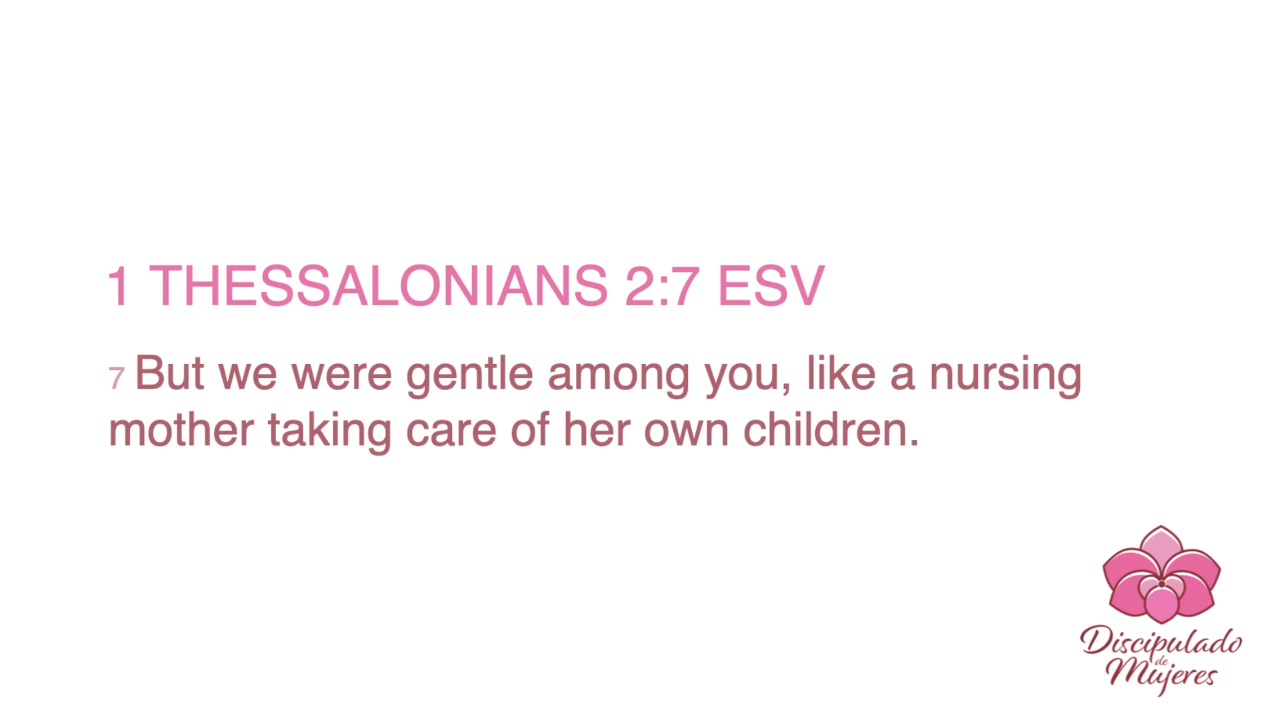 1 THESSALONIANS 2:7 ESV
7 But we were gentle among you, like a nursing
mother taking care of her own children.
Discipulado
de
Mujeres